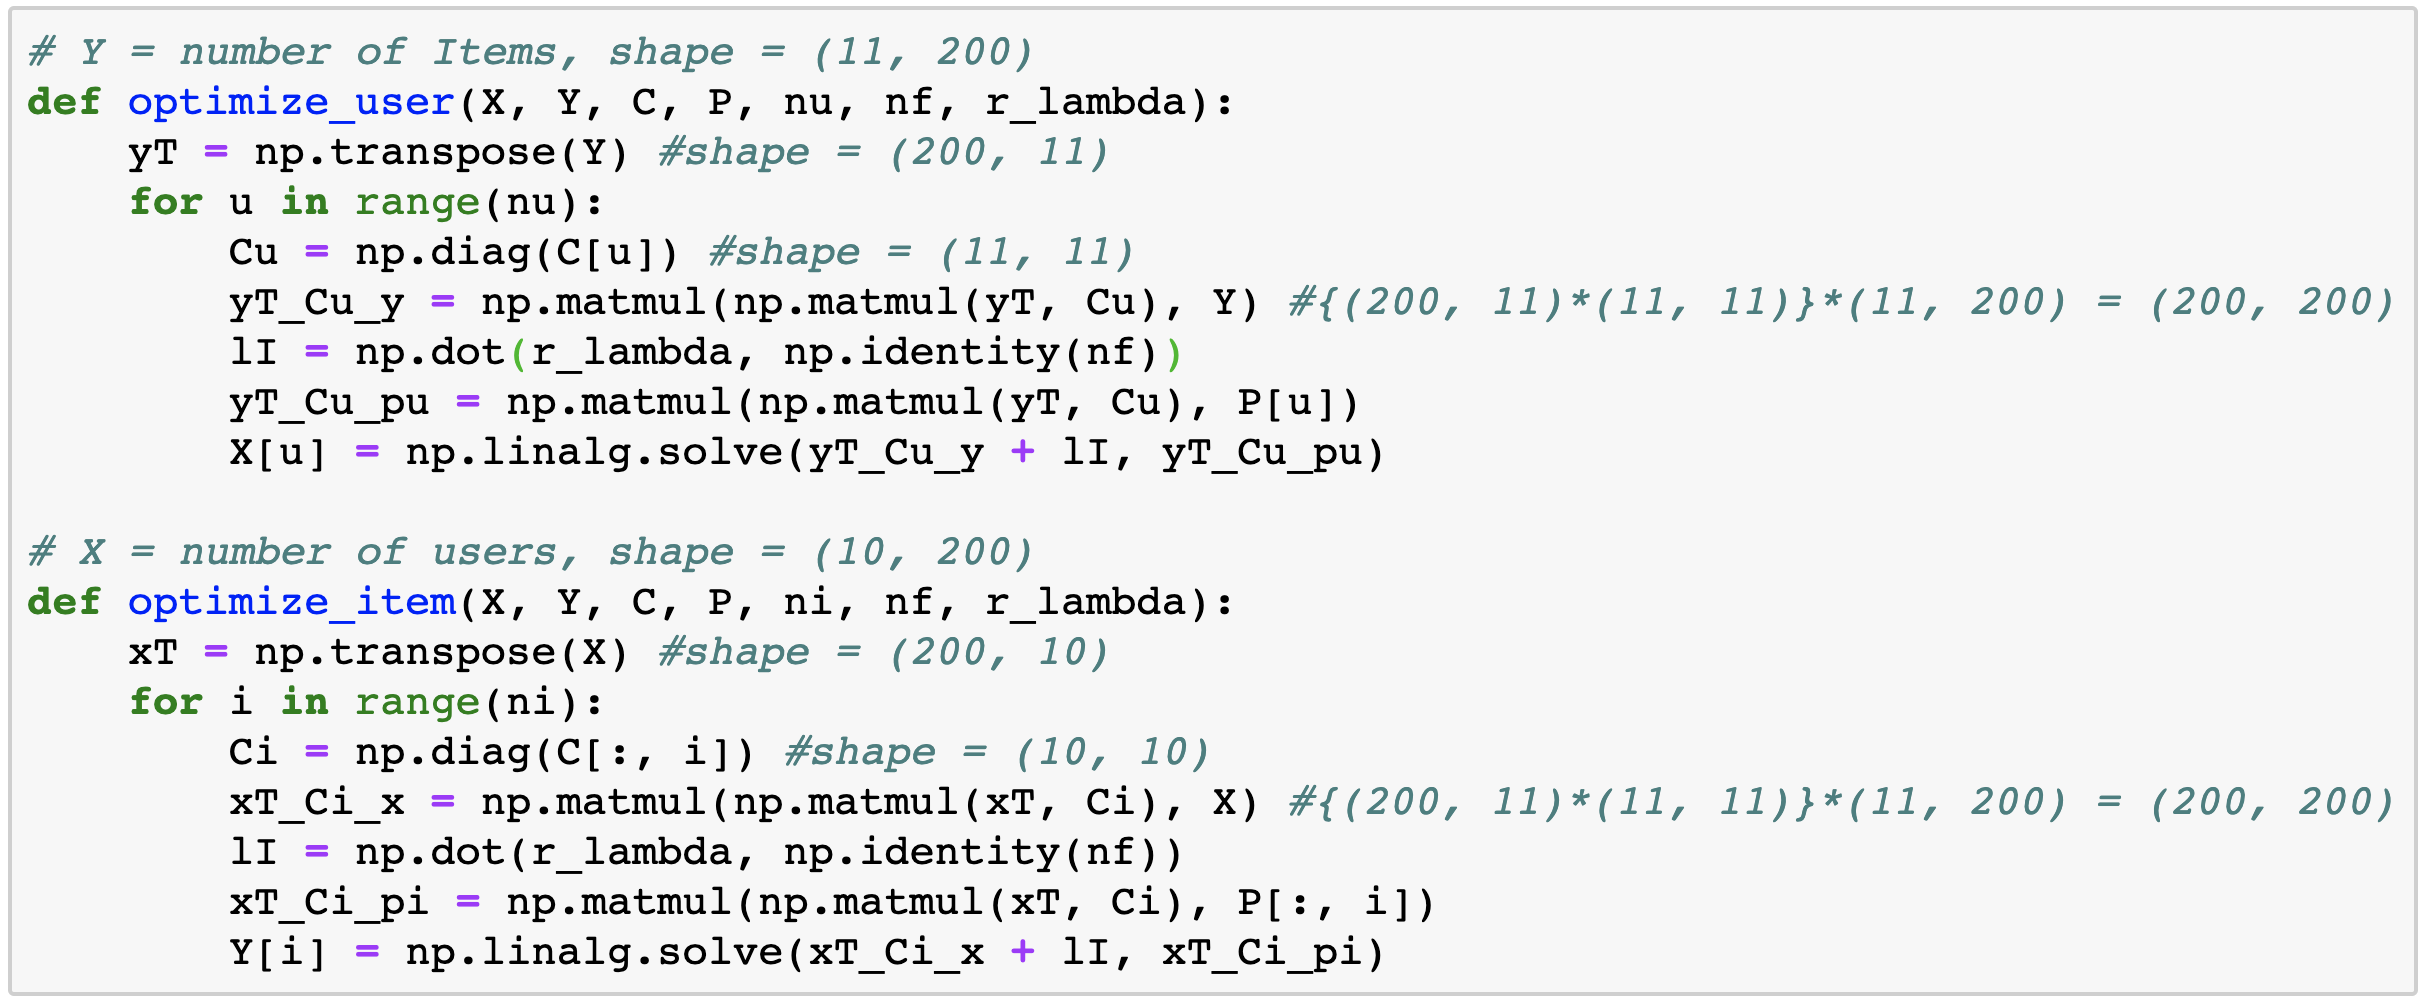 # Y = number of Items, shape = (11, 200)
def optimize_user(X, Y, C, P, nu, nf, r_lambda):
    yT = np.transpose(Y) #shape = (200, 11)
    for u in range(nu):
        Cu = np.diag(C[u]) #shape = (11, 11)
        yT_Cu_y = np.matmul(np.matmul(yT, Cu), Y) #{(200, 11)*(11, 11)}*(11, 200) = (200, 200)
        lI = np.dot(r_lambda, np.identity(nf))
        yT_Cu_pu = np.matmul(np.matmul(yT, Cu), P[u])
        X[u] = np.linalg.solve(yT_Cu_y + lI, yT_Cu_pu)

# X = number of users, shape = (10, 200)
def optimize_item(X, Y, C, P, ni, nf, r_lambda):
    xT = np.transpose(X) #shape = (200, 10)
    for i in range(ni):
        Ci = np.diag(C[:, i]) #shape = (10, 10)
        xT_Ci_x = np.matmul(np.matmul(xT, Ci), X) #{(200, 11)*(11, 11)}*(11, 200) = (200, 200)
        lI = np.dot(r_lambda, np.identity(nf))
        xT_Ci_pi = np.matmul(np.matmul(xT, Ci), P[:, i])
        Y[i] = np.linalg.solve(xT_Ci_x + lI, xT_Ci_pi)